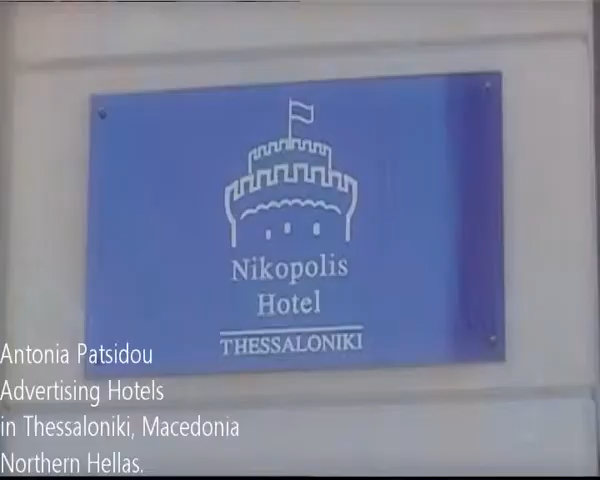 Nikopolis
Hotel
THESSALONIKI
Antonia Patsidou
Advertising Hotels
in Thessaloniki, Macedonia
Northern Hellas.